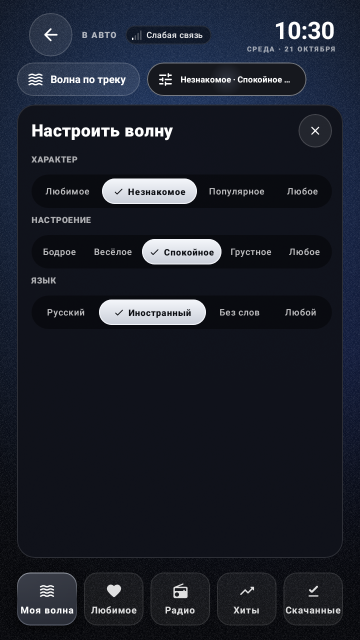 В АВТО
Слабая связь
10:30
СРЕДА · 21 ОКТЯБРЯ
Волна по треку
Незнакомое · Спокойное ...
Настроить волну
ХАРАКТЕР
Любимое Незнакомое Популярное Любое
НАСТРОЕНИЕ
Бодрое Весёлое Спокойное Грустное Любое
ЯЗЫК
Русский Иностранный Без слов Любой
Моя волна Любимое Радио Хиты Скачанные